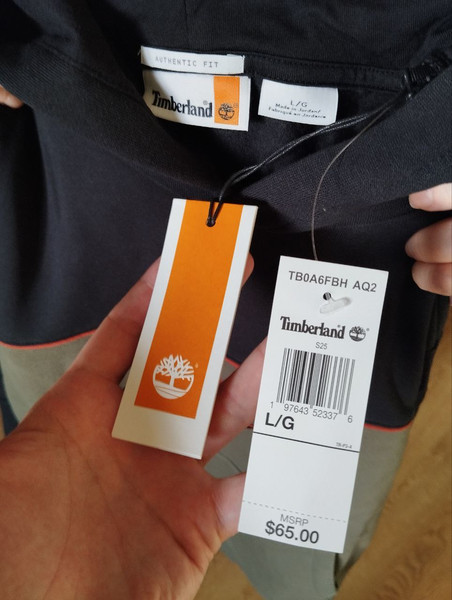 AUTHENTIC FIT
Timberland®
L/G
Made in Jordan/
Fabriqué en Jordanie
TB0A6FBH AQ2
Timberland
S25
1 97643 52337 6
L/G
MSRP
$65.00